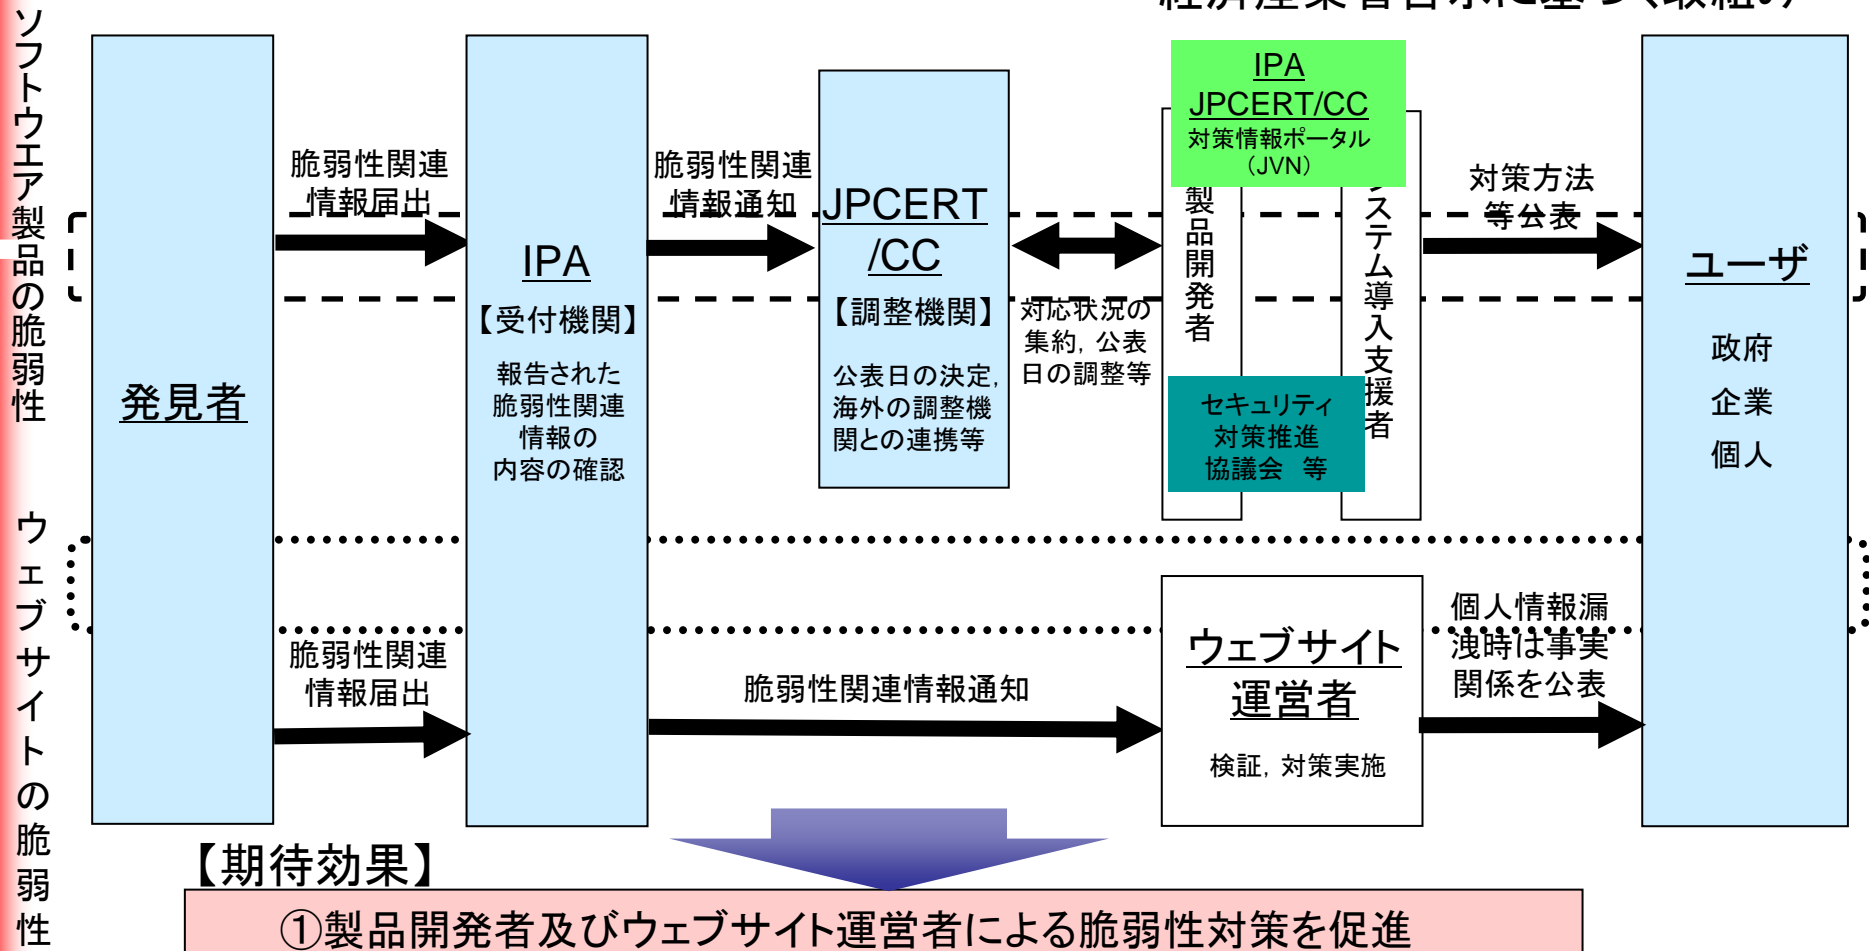 ソフトウエア製品の脆弱性
発見者
脆弱性関連
情報届出
IPA
【受付機関】
報告された
脆弱性関連
情報の
内容の確認
脆弱性関連
情報通知
JPCERT
/CC
【調整機関】
公表日の決定,
海外の調整機
関との連携等
対応状況の
集約, 公表
日の調整等
IPA
JPCERT/CC
対策情報ポータル
(JVN)
製品開発者
ステム導入支援者
セキュリティ
対策推進
協議会 等
対策方法
等公表
ユーザ
政府
企業
個人
ウェブサイトの脆弱性
脆弱性関連
情報届出
脆弱性関連情報通知
ウェブサイト
運営者
検証, 対策実施
個人情報漏
洩時は事実
関係を公表
【期待効果】
①製品開発者及びウェブサイト運営者による脆弱性対策を促進